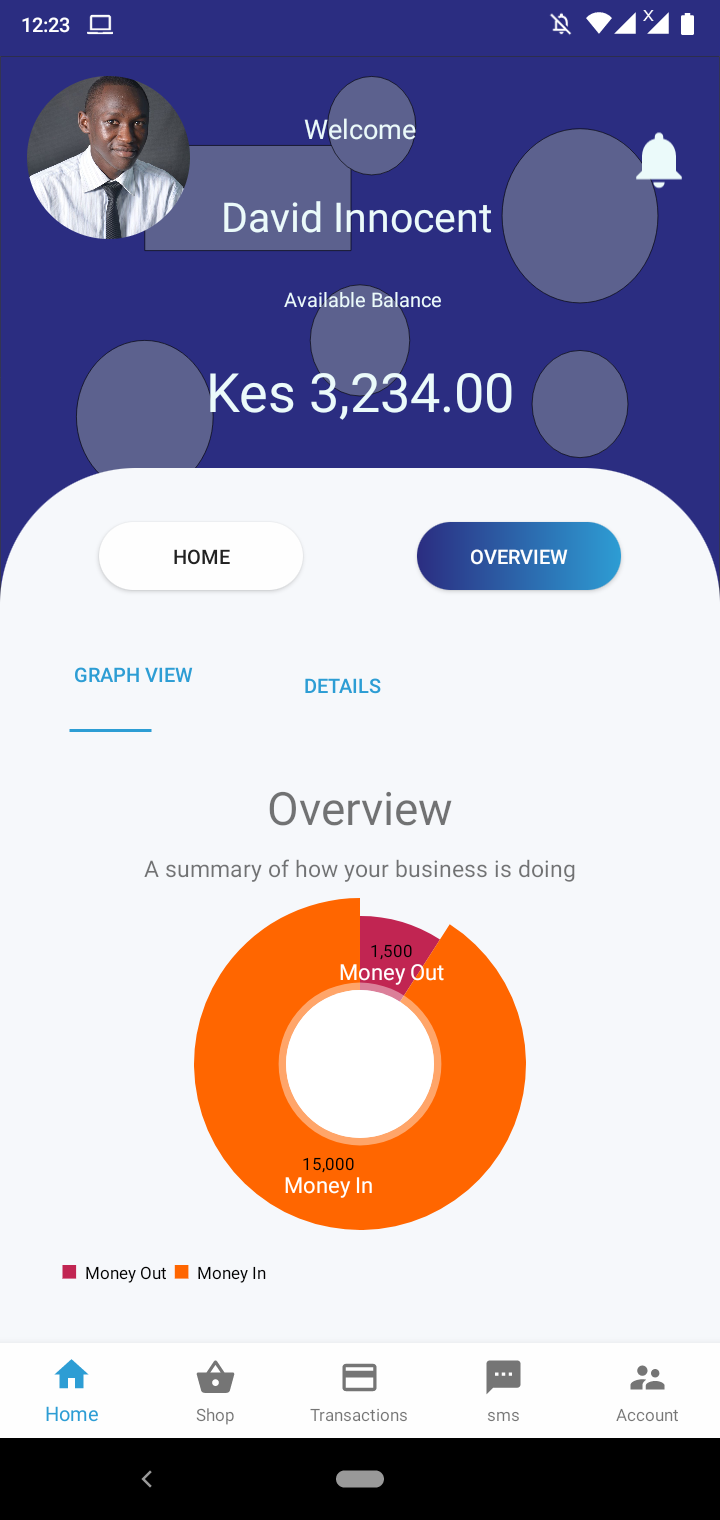 12:23
X
Welcome
David Innocent
Available Balance
Kes 3,234.00
HOME
OVERVIEW
GRAPH VIEW
DETAILS
Overview
A summary of how your business is doing
1,500
Money Out
15,000
Money In
Money Out Money In
Home
Shop
Transactions
sms
Account